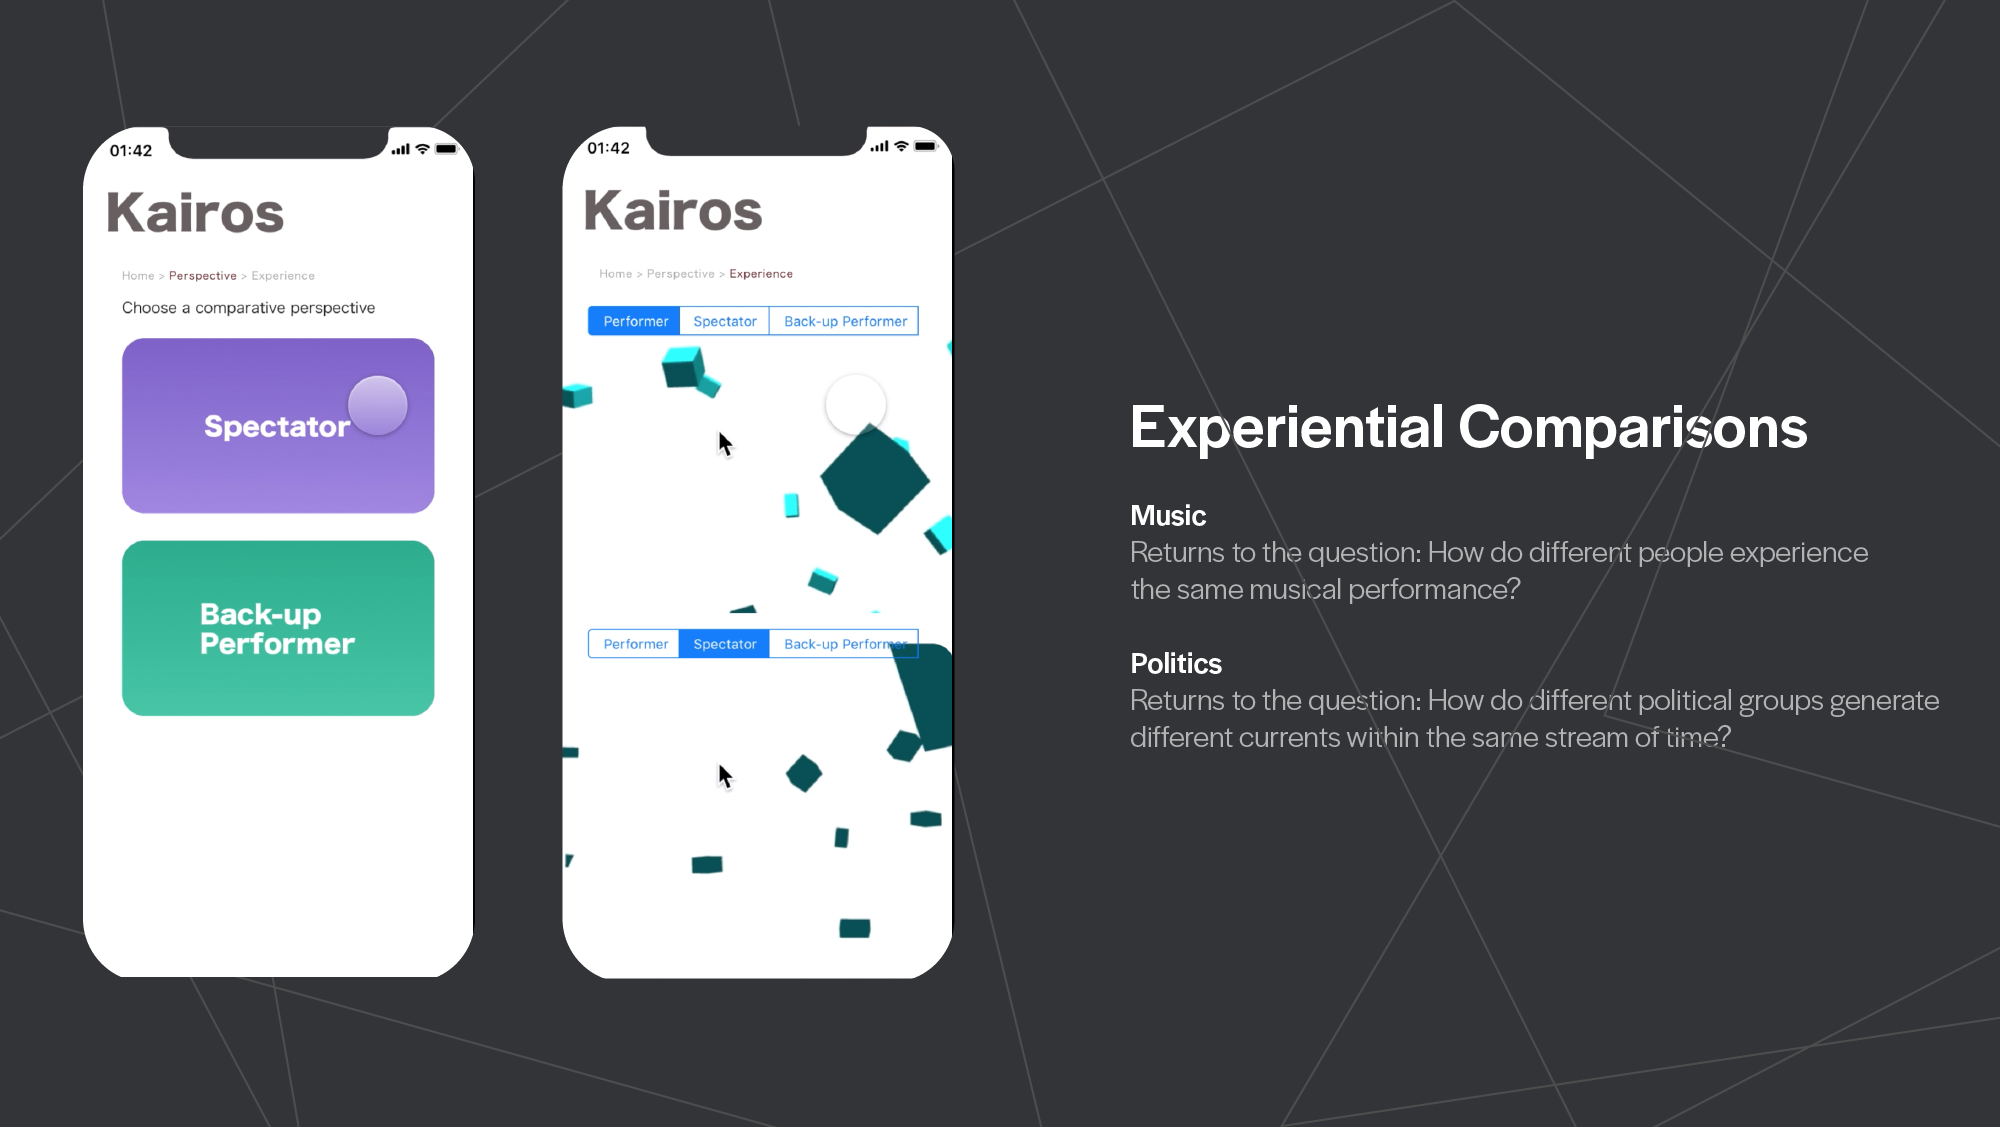 01:42
Kairos
Home > Perspective > Experience
Choose a comparative perspective
Spectator
Back-up
Performer
01:42
Kairos
Home > Perspective > Experience
Performer Spectator Back-up Performer
Performer Spectator Back-up Performer
Experiential Comparisons
Music
Returns to the question: How do different people experience
the same musical performance?
Politics
Returns to the question: How do different political groups generate
different currents within the same stream of time?